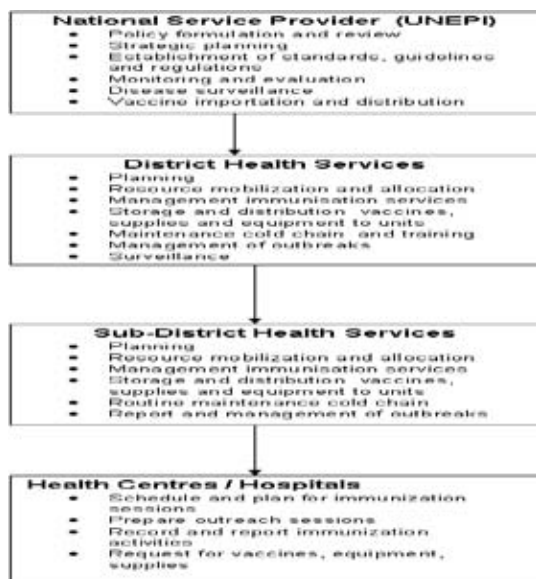 National Service Provider (UNEPI)
• Policy formulation and review
• Strategic planning
• Establishment of standards, guidelines
and regulations
• Monitoring and evaluation
• Disease surveillance
• Vaccine importation and distribution
District Health Services
• Planning
• Resource mobilization and allocation
• Management immunisation services
• Storage and distribution vaccines,
supplies and equipment to units
• Maintenance cold chain and training
• Management of outbreaks
• Surveillance
Sub-District Health Services
• Planning
• Resource mobilization and allocation
• Management immunisation services
• Storage and distribution vaccines,
supplies and equipment to units
• Routine maintenance cold chain
• Report and management of outbreaks
Health Centres / Hospitals
• Schedule and plan for immunization
sessions
• Prepare outreach sessions
• Record and report immunization
activities
• Request for vaccines, equipment,
supplies